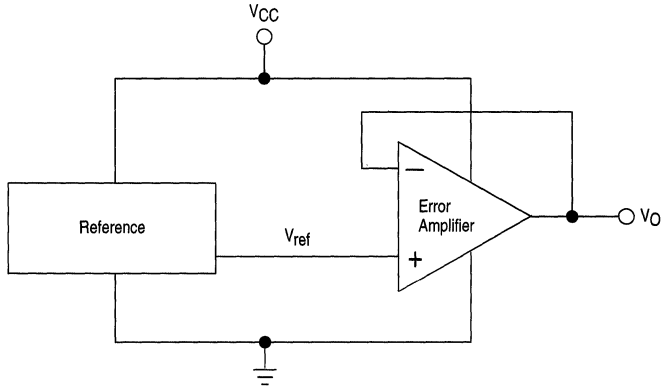 VCC
Reference
Vref
−
Error
Amplifier
+
VO